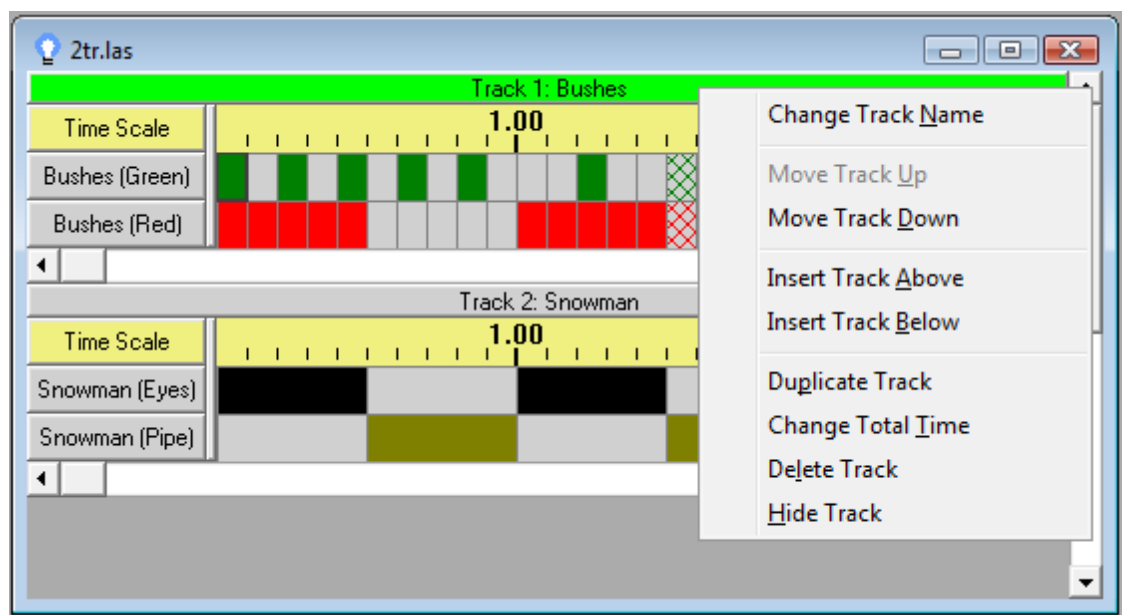 2tr.las
Track 1: Bushes
Time Scale
1.00
Bushes (Green)
Bushes (Red)
Track 2: Snowman
Time Scale
1.00
Snowman (Eyes)
Snowman (Pipe)
Change Track Name
Move Track Up
Move Track Down
Insert Track Above
Insert Track Below
Duplicate Track
Change Total Time
Delete Track
Hide Track